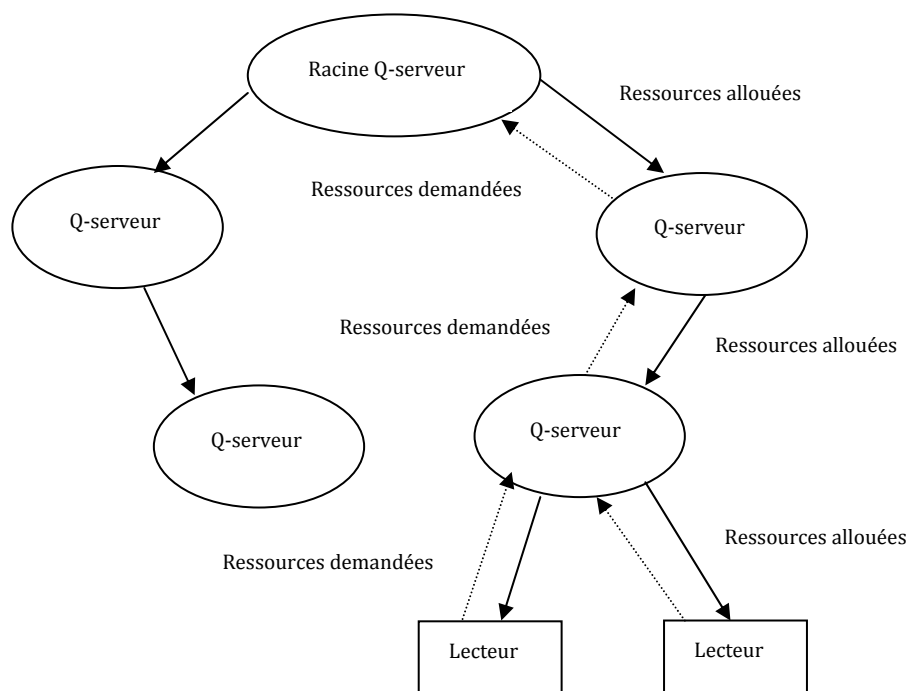 Racine Q-serveur
Ressources allouées
Ressources demandées
Q-serveur
Q-serveur
Ressources demandées
Ressources allouées
Q-serveur
Q-serveur
Ressources allouées
Ressources demandées
Lecteur
Lecteur